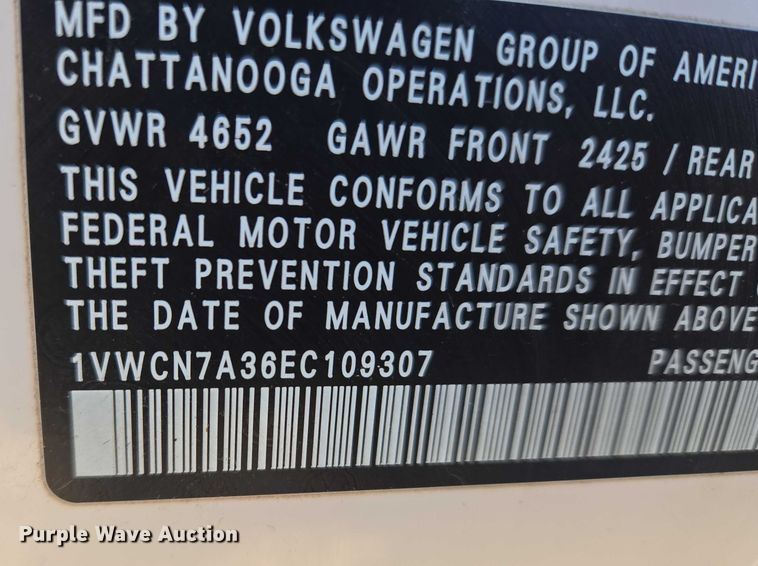 MFD BY VOLKSWAGEN GROUP OF AMERI
CHATTANOOGA OPERATIONS, LLC.
GVWR 4652 GAWR FRONT 2425 / REAR
THIS VEHICLE CONFORMS TO ALL APPLICA
FEDERAL MOTOR VEHICLE SAFETY, BUMPER
THEFT PREVENTION STANDARDS IN EFFECT
THE DATE OF MANUFACTURE SHOWN ABOVE
1VWCN7A36EC109307 PASSENG
Purple Wave Auction